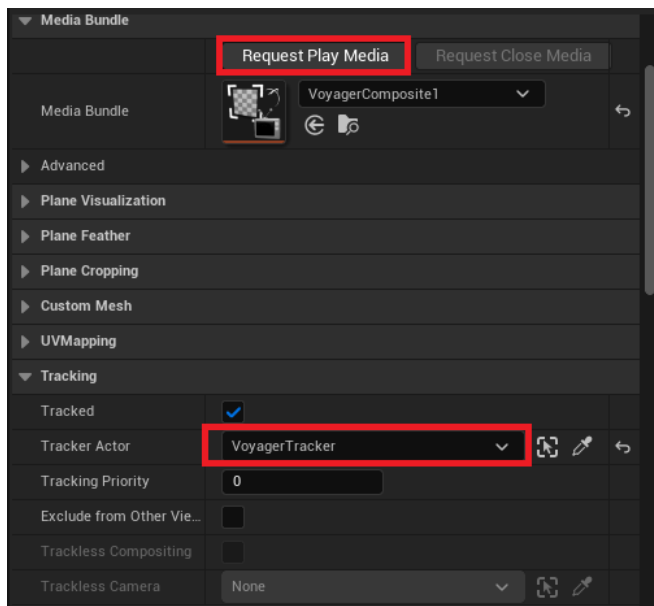 Media Bundle
Request Play Media Request Close Media
Media Bundle VoyagerComposite1
Advanced
Plane Visualization
Plane Feather
Plane Cropping
Custom Mesh
UVMapping
Tracking
Tracked
Tracker Actor VoyagerTracker
Tracking Priority 0
Exclude from Other Vie...
Trackless Compositing
Trackless Camera None